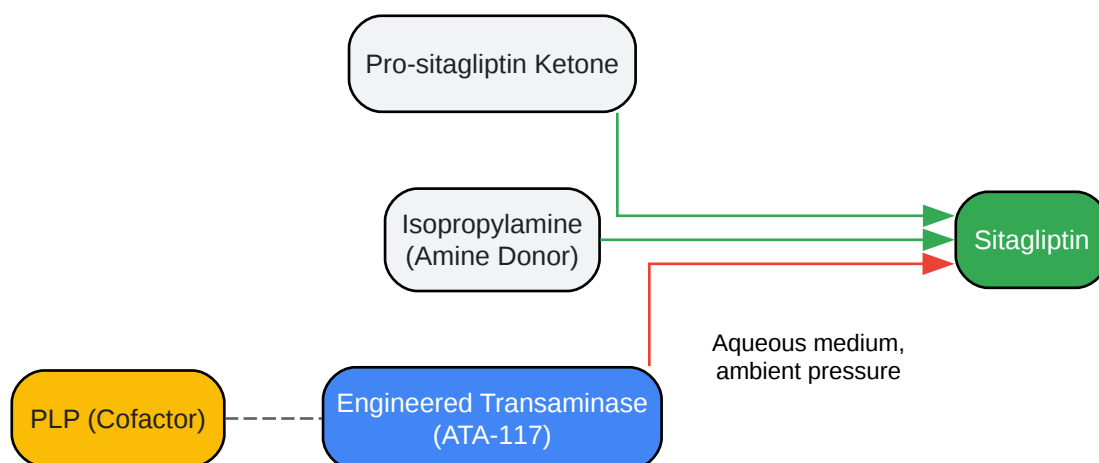 Pro-sitagliptin Ketone
Isopropylamine
(Amine Donor)
Sitagliptin
Aqueous medium,
ambient pressure
PLP (Cofactor)
Engineered Transaminase
(ATA-117)